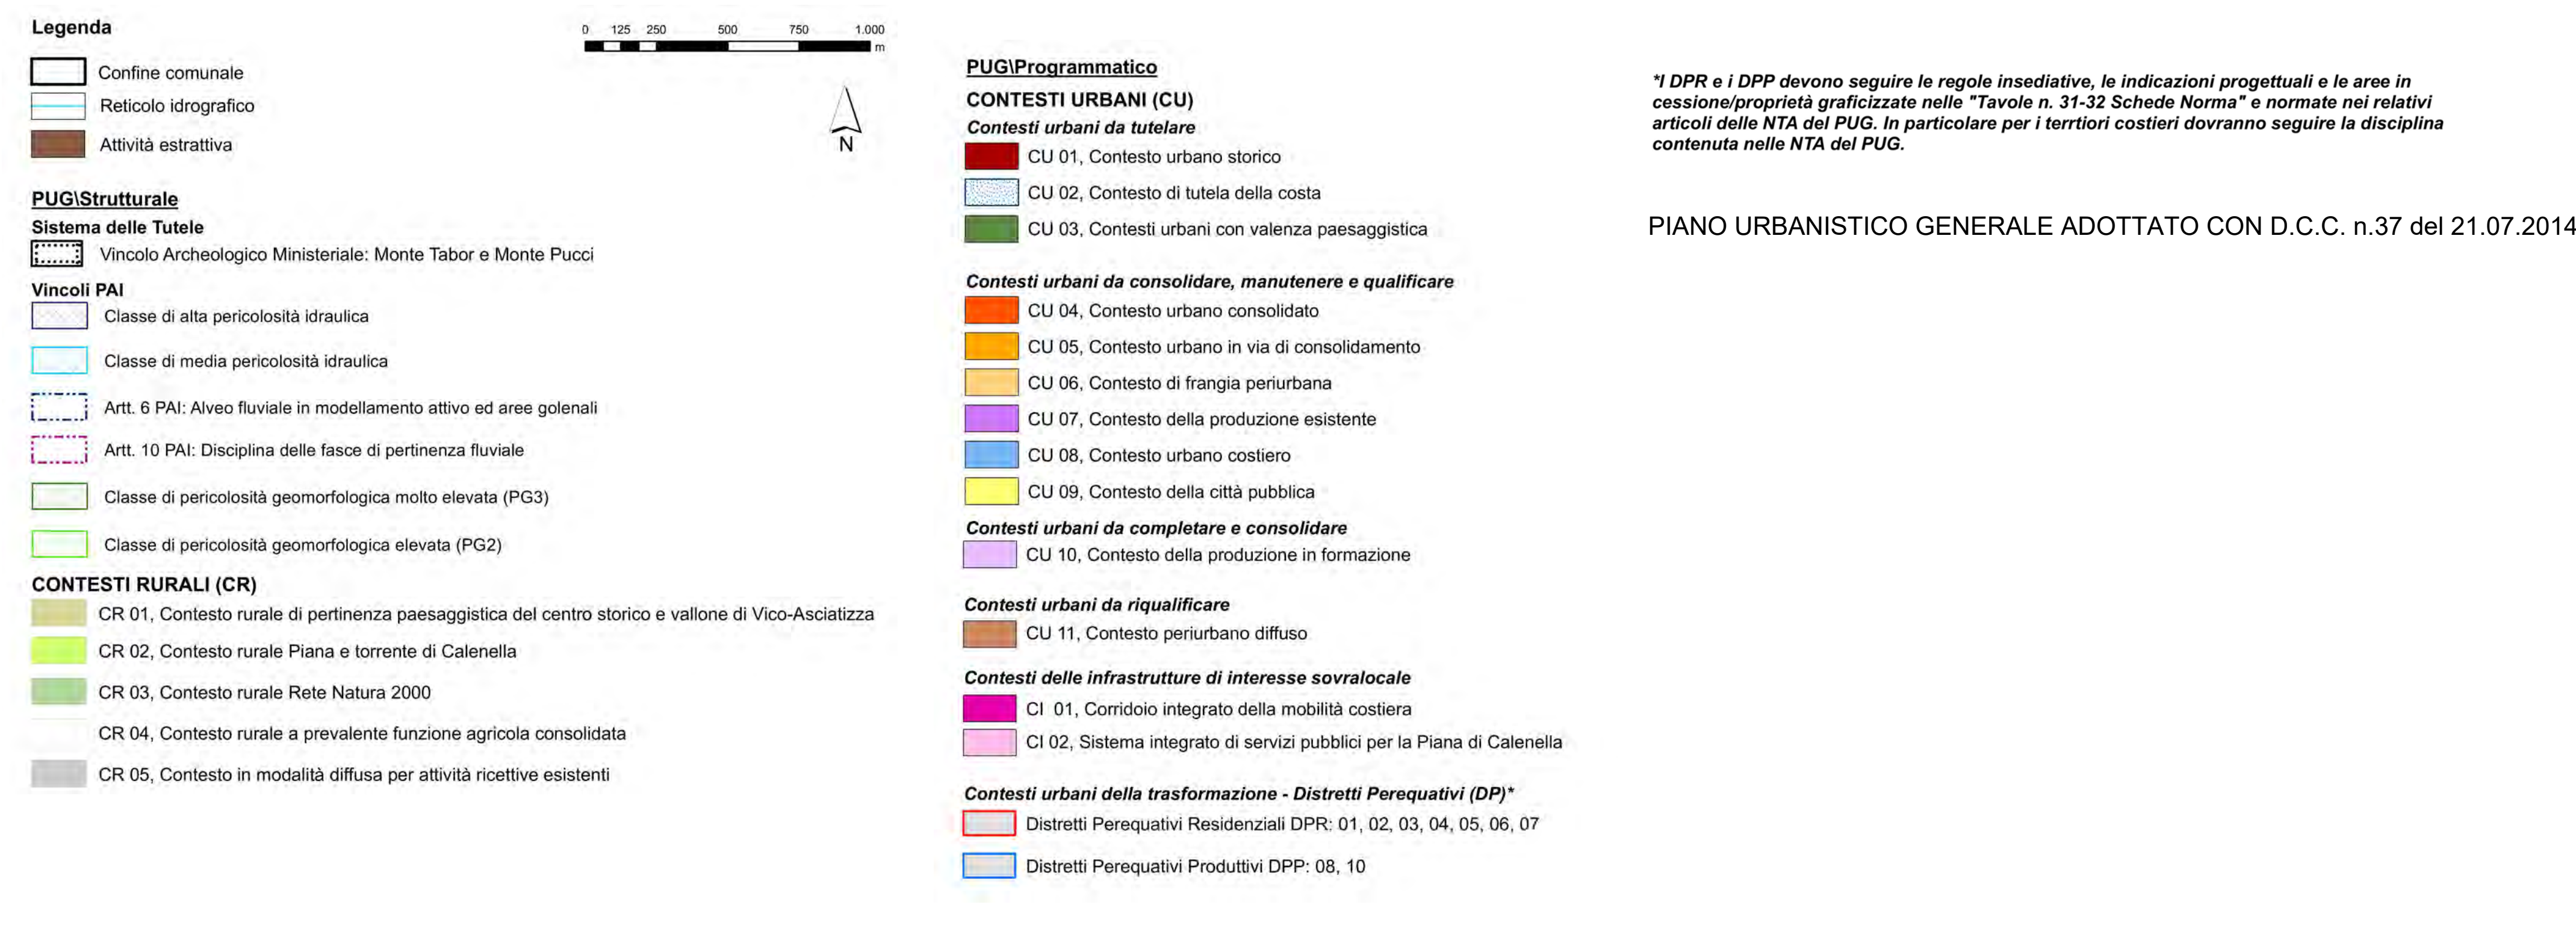 Legenda
0 125 250 500 750 1.000
m
Confine comunale
Reticolo idrografico
Attività estrattiva
N
PUG\Strutturale
Sistema delle Tutele
Vincolo Archeologico Ministeriale: Monte Tabor e Monte Pucci
Vincoli PAI
Classe di alta pericolosità idraulica
Classe di media pericolosità idraulica
Artt. 6 PAI: Alveo fluviale in modellamento attivo ed aree golenali
Artt. 10 PAI: Disciplina delle fasce di pertinenza fluviale
Classe di pericolosità geomorfologica molto elevata (PG3)
Classe di pericolosità geomorfologica elevata (PG2)
CONTESTI RURALI (CR)
CR 01, Contesto rurale di pertinenza paesaggistica del centro storico e vallone di Vico-Asciatizza
CR 02, Contesto rurale Piana e torrente di Calenella
CR 03, Contesto rurale Rete Natura 2000
CR 04, Contesto rurale a prevalente funzione agricola consolidata
CR 05, Contesto in modalità diffusa per attività ricettive esistenti
PUG\Programmatico
CONTESTI URBANI (CU)
Contesti urbani da tutelare
CU 01, Contesto urbano storico
CU 02, Contesto di tutela della costa
CU 03, Contesti urbani con valenza paesaggistica
Contesti urbani da consolidare, manutenere e qualificare
CU 04, Contesto urbano consolidato
CU 05, Contesto urbano in via di consolidamento
CU 06, Contesto di frangia periurbana
CU 07, Contesto della produzione esistente
CU 08, Contesto urbano costiero
CU 09, Contesto della città pubblica
Contesti urbani da completare e consolidare
CU 10, Contesto della produzione in formazione
Contesti urbani da riqualificare
CU 11, Contesto periurbano diffuso
Contesti delle infrastrutture di interesse sovralocale
CI 01, Corridoio integrato della mobilità costiera
CI 02, Sistema integrato di servizi pubblici per la Piana di Calenella
Contesti urbani della trasformazione - Distretti Perequativi (DP)*
Distretti Perequativi Residenziali DPR: 01, 02, 03, 04, 05, 06, 07
Distretti Perequativi Produttivi DPP: 08, 10
*I DPR e i DPP devono seguire le regole insediative, le indicazioni progettuali e le aree in
cessione/proprietà graficizzate nelle "Tavole n. 31-32 Schede Norma" e normate nei relativi
articoli delle NTA del PUG. In particolare per i terrtiori costieri dovranno seguire la disciplina
contenuta nelle NTA del PUG.
PIANO URBANISTICO GENERALE ADOTTATO CON D.C.C. n.37 del 21.07.2014